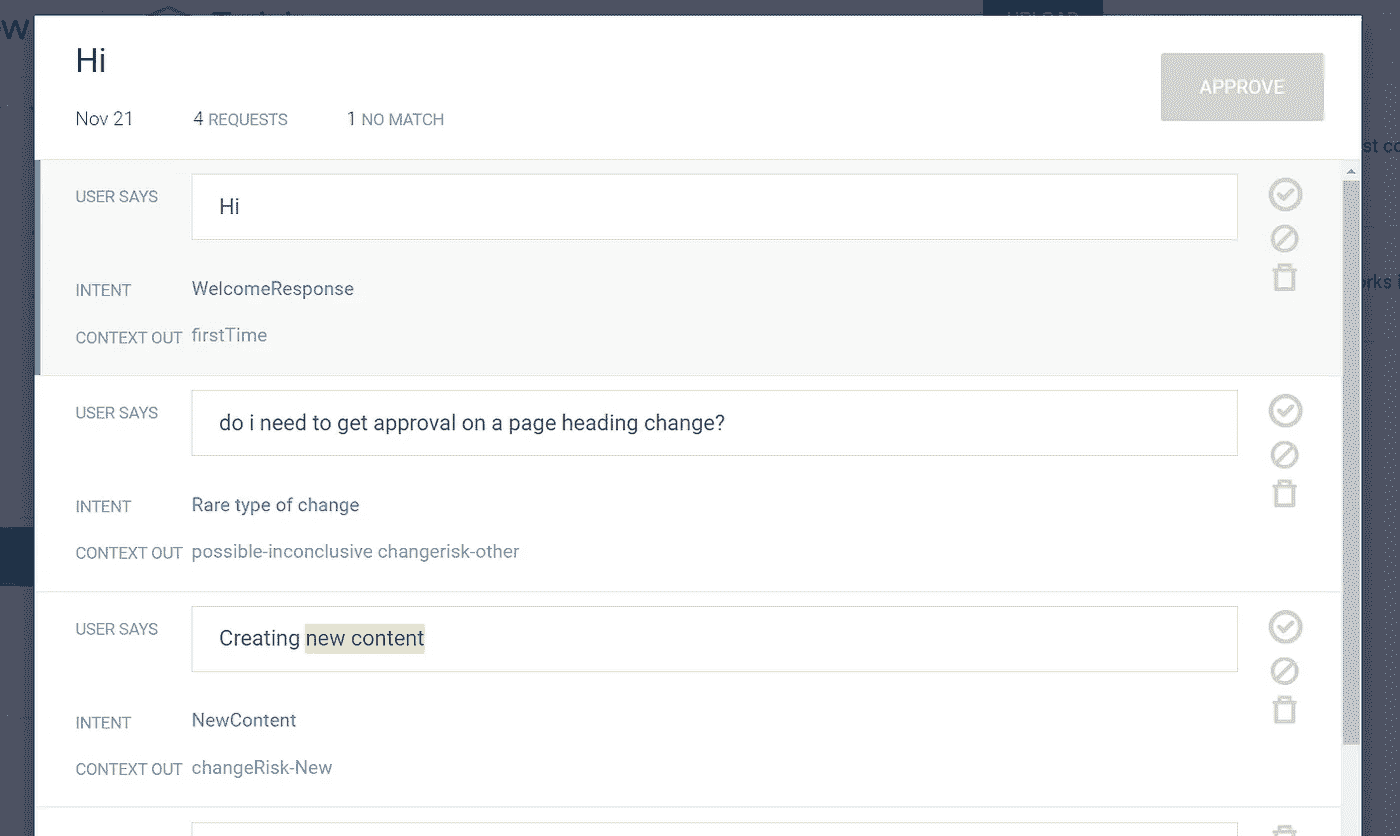 Hi
APPROVE
Nov 21 4 REQUESTS 1 NO MATCH
USER SAYS Hi
INTENT WelcomeResponse
CONTEXT OUT firstTime
USER SAYS do i need to get approval on a page heading change?
INTENT Rare type of change
CONTEXT OUT possible-inconclusive changerisk-other
USER SAYS Creating new content
INTENT NewContent
CONTEXT OUT changeRisk-New